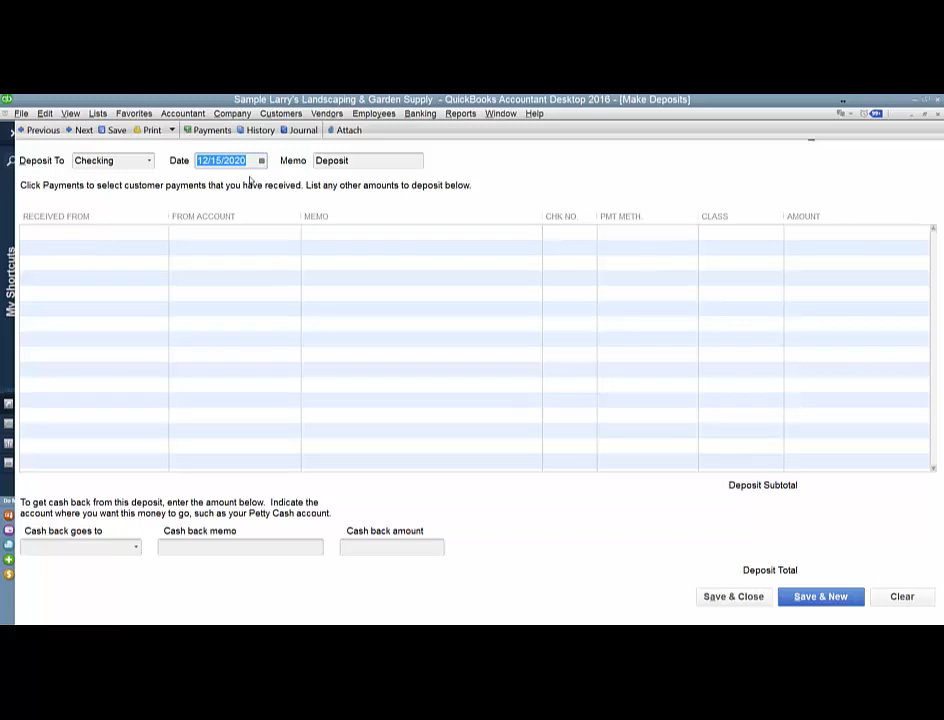 Sample Larry's Landscaping & Garden Supply - QuickBooks Accountant Desktop 2016 - [Make Deposits]
File Edit View Lists Favorites Accountant Company Customers Vendors Employees Banking Reports Window Help
Previous Next Save Print Payments History Journal Attach
Deposit To Checking Date 12/15/2020 Memo Deposit
Click Payments to select customer payments that you have received. List any other amounts to deposit below.
RECEIVED FROM FROM ACCOUNT MEMO CHK NO. PMT METH. CLASS AMOUNT
My Shortcuts
Deposit Subtotal
To get cash back from this deposit, enter the amount below. Indicate the
account where you want this money to go, such as your Petty Cash account.
Cash back goes to Cash back memo Cash back amount
Deposit Total
Save & Close Save & New Clear